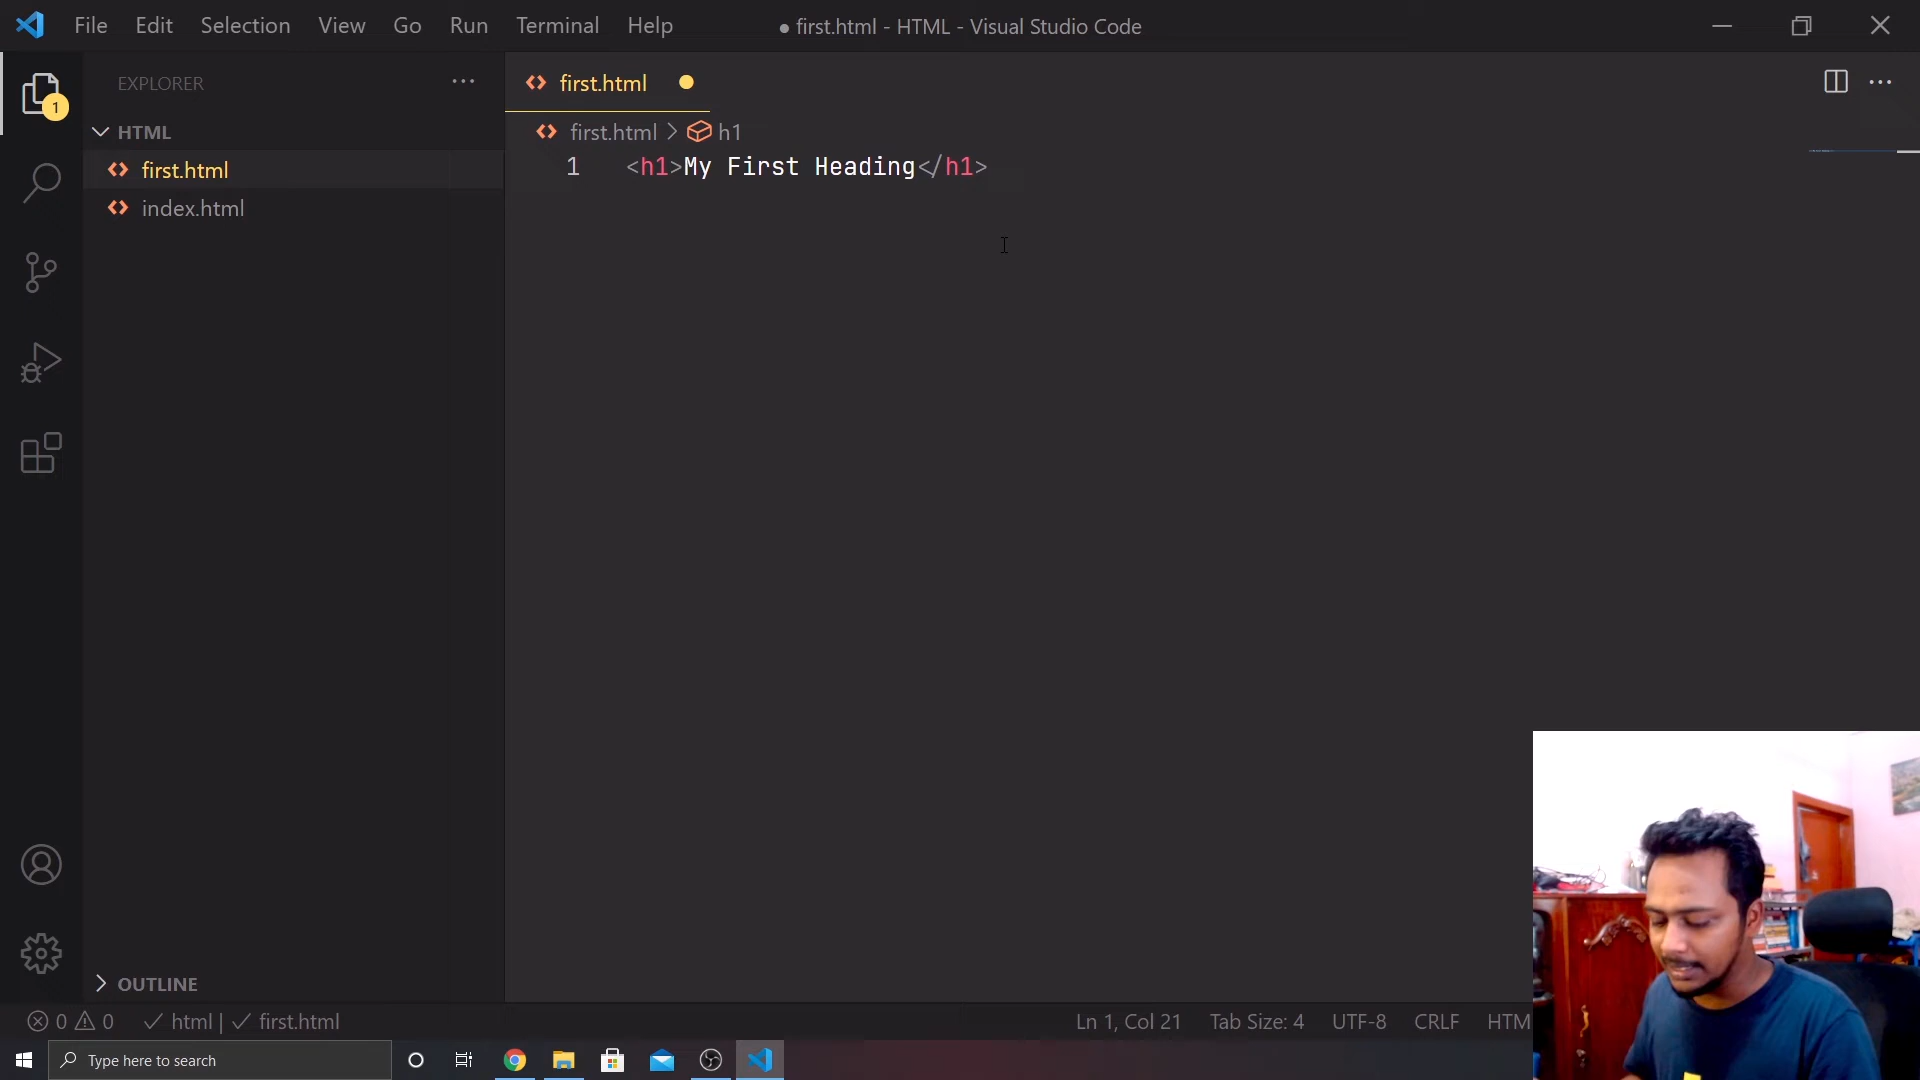 File Edit Selection View Go Run Terminal Help
● first.html - HTML - Visual Studio Code
EXPLORER
1
HTML
first.html
index.html
OUTLINE
first.html
first.html > h1
1 <h1>My First Heading</h1>
0 0 html | first.html
Ln 1, Col 21 Tab Size: 4 UTF-8 CRLF HTM
Type here to search